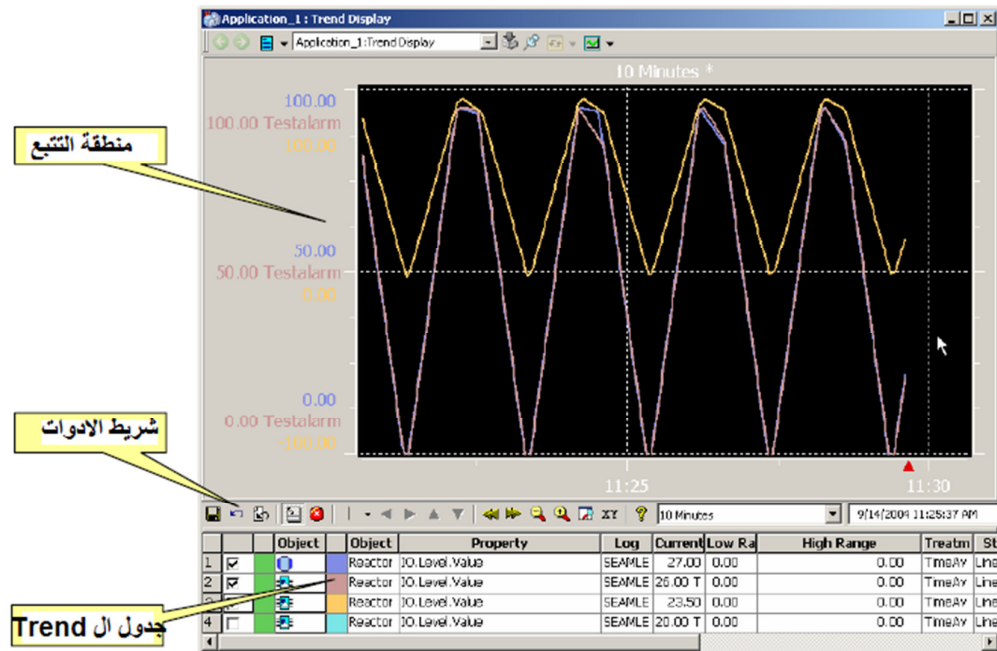 Application_1 : Trend Display
Application_1:Trend Display
10 Minutes *
100.00
100.00 Testalarm
100.00
منطقة التتبع
50.00
50.00 Testalarm
0.00
0.00
0.00 Testalarm
-100.00
شريط الادوات
11:25
11:30
XY
10 Minutes
9/14/2004 11:25:37 AM
Object Object Property Log Current Low Ra High Range Treatm St
1 Reactor IO.Level.Value SEAMLE 27.00 0.00 0.00 TimeAv Line
2 Reactor IO.Level.Value SEAMLE 26.00 T 0.00 0.00 TimeAv Line
3 Reactor IO.Level.Value SEAMLE 23.50 0.00 0.00 TimeAv Line
4 Reactor IO.Level.Value SEAMLE 20.00 T 0.00 0.00 TimeAv Line
جدول ال Trend